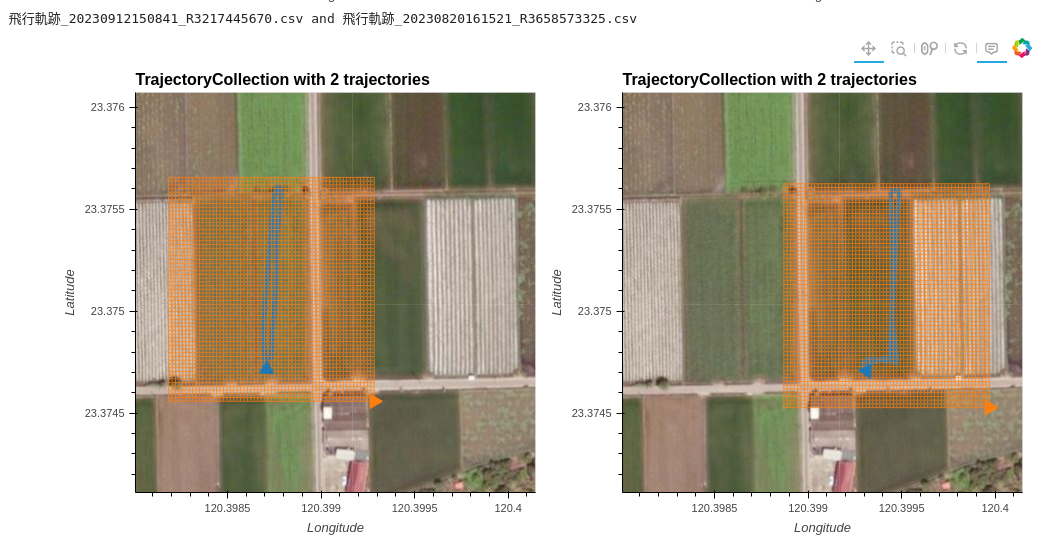 飛行軌跡_20230912150841_R3217445670.csv and 飛行軌跡_20230820161521_R3658573325.csv
TrajectoryCollection with 2 trajectories
23.376
23.3755
23.375
23.3745
Latitude
120.3985
120.399
120.3995
120.4
Longitude
TrajectoryCollection with 2 trajectories
23.376
23.3755
23.375
23.3745
Latitude
120.3985
120.399
120.3995
120.4
Longitude